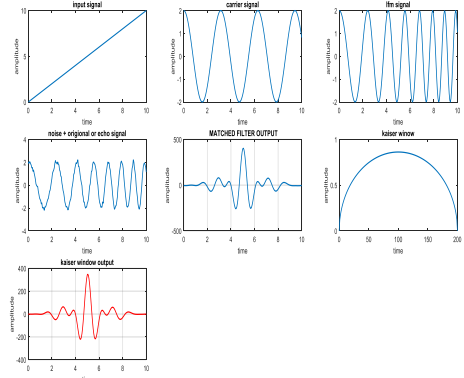 input signal
amplitude
10
5
0
0 2 4 6 8 10
time
carrier signal
amplitude
2
1
0
-1
-2
0 2 4 6 8 10
time
lfm signal
amplitude
2
1
0
-1
-2
0 2 4 6 8 10
time
noise + origional or echo signal
amplitude
4
2
0
-2
-4
0 2 4 6 8 10
time
MATCHED FILTER OUTPUT
amplitude
500
0
-500
0 2 4 6 8 10
time
kaiser winow
amplitude
1
0.5
0
0 50 100 150 200
time
kaiser window output
amplitude
400
200
0
-200
-400
0 2 4 6 8 10
time